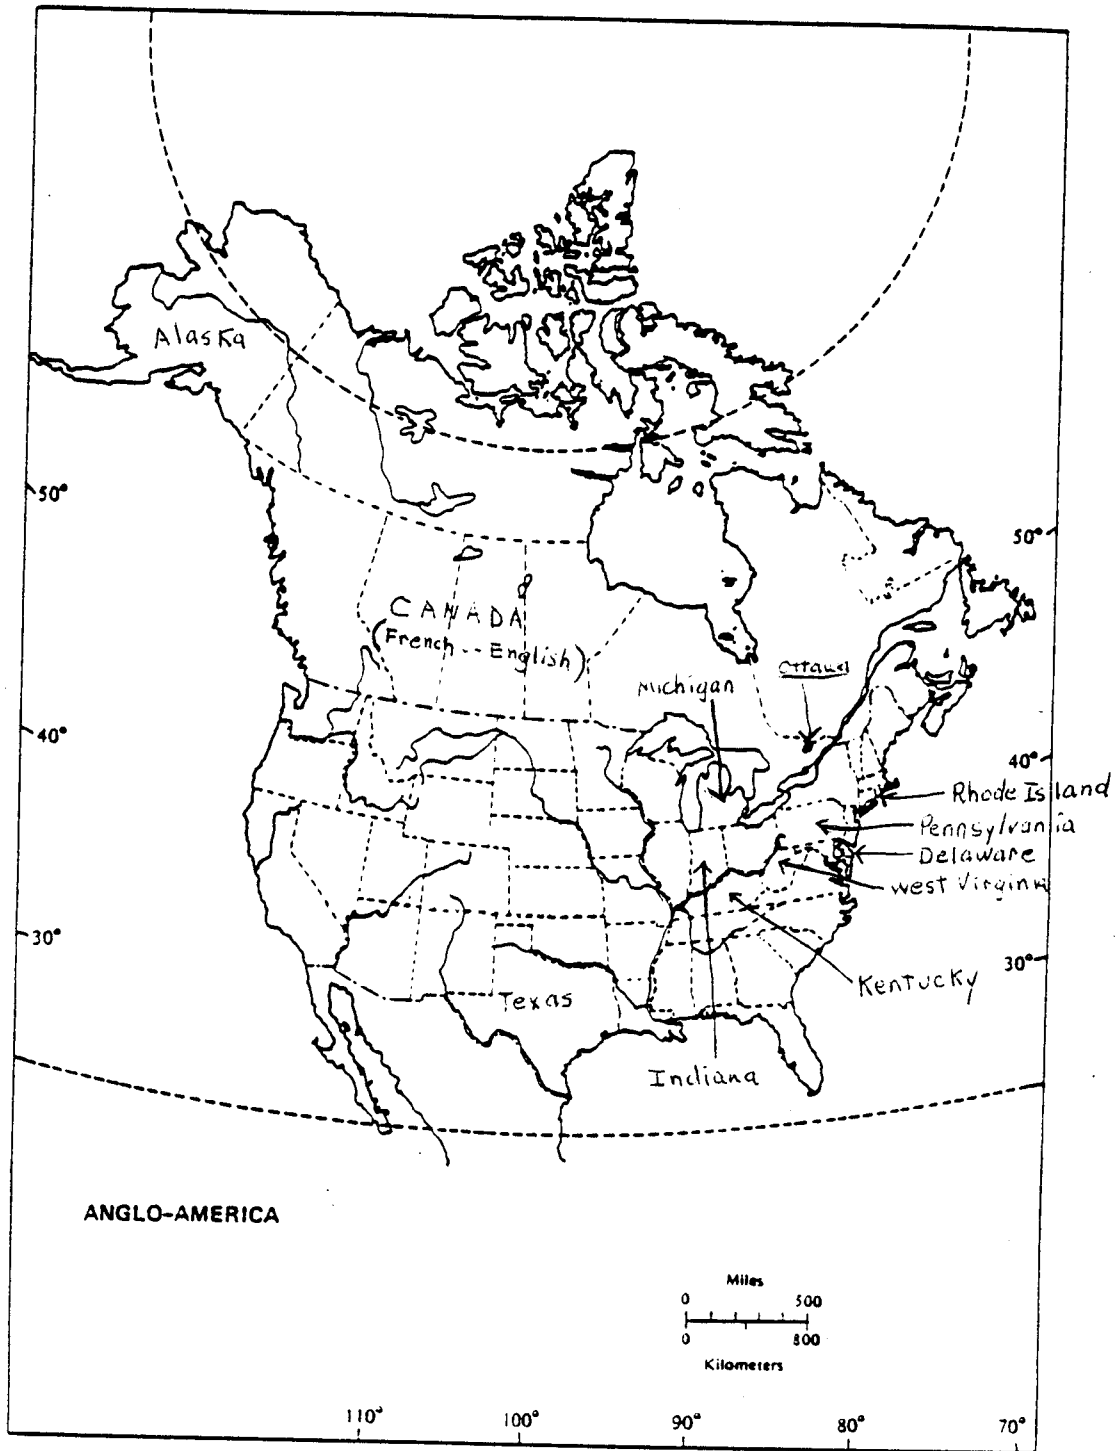 Alaska
50°
50°
CANADA
(French -- English)
Michigan
Ottawa
40°
40°
Rhode Island
Pennsylvania
Delaware
West Virginia
30°
30°
Kentucky
Texas
Indiana
ANGLO-AMERICA
Miles
0 500
0 800
Kilometers
110° 100° 90° 80° 70°